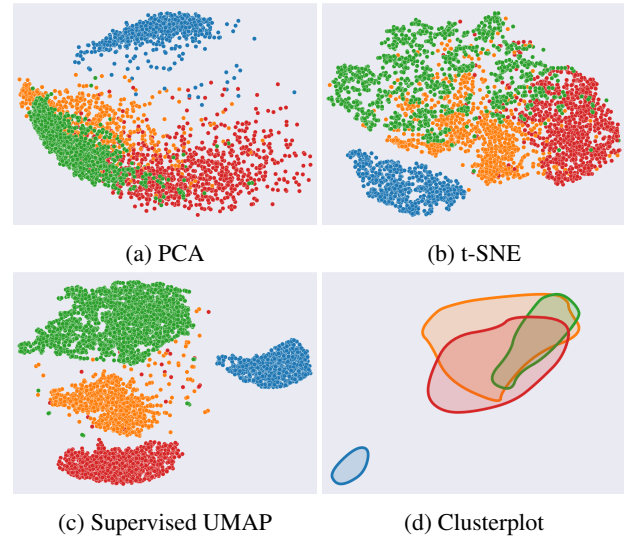 (a) PCA
(b) t-SNE
(c) Supervised UMAP
(d) Clusterplot